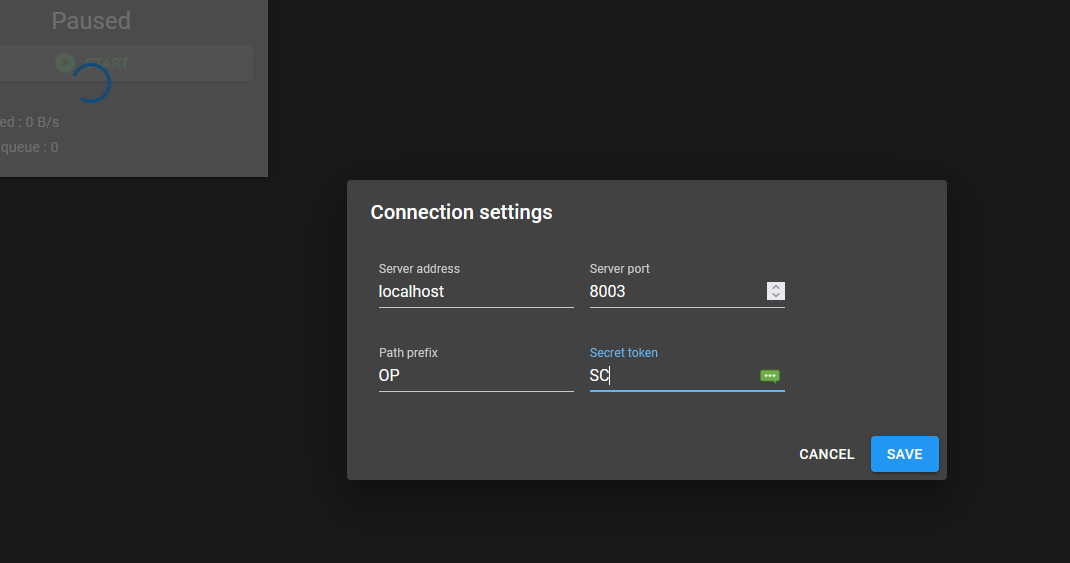 Paused
START
ed : 0 B/s
queue : 0
Connection settings
Server address
Server port
localhost
8003
Path prefix
Secret token
OP
SC
CANCEL
SAVE